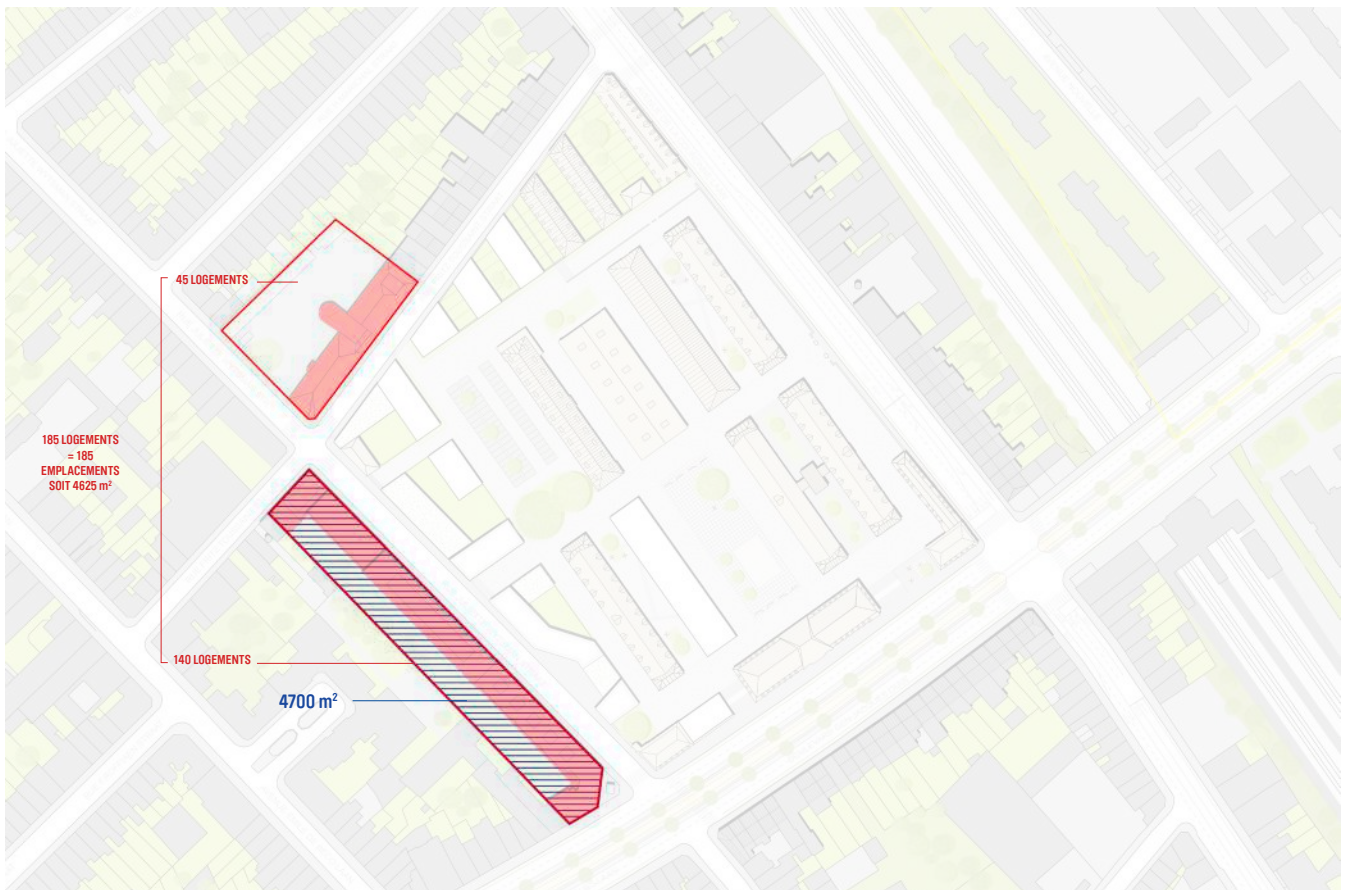 45 LOGEMENTS
185 LOGEMENTS
= 185
EMPLACEMENTS
SOIT 4625 m²
140 LOGEMENTS
4700 m²